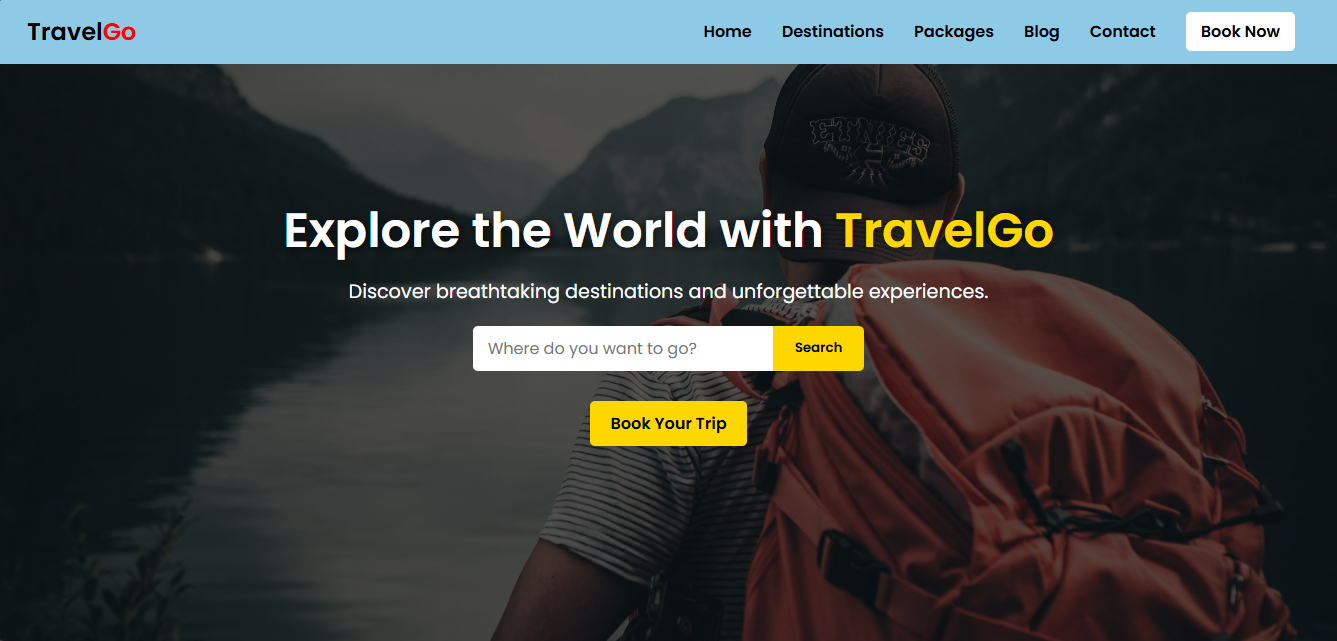 TravelGo
Home Destinations Packages Blog Contact Book Now
ETNIES
Explore the World with TravelGo
Discover breathtaking destinations and unforgettable experiences.
Where do you want to go? Search
Book Your Trip